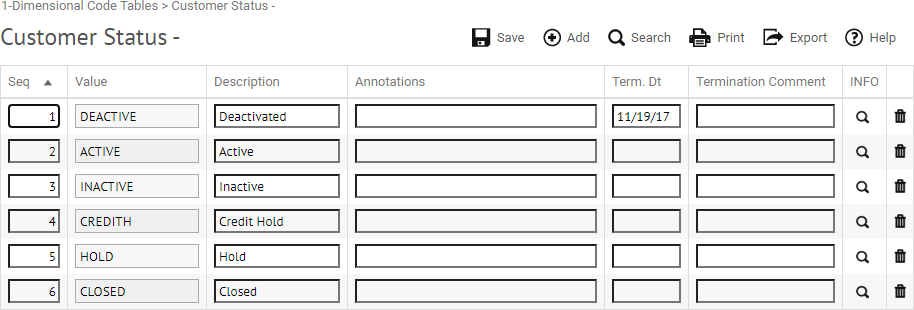 1-Dimensional Code Tables > Customer Status -
Customer Status - Save Add Search Print Export Help
Seq Value Description Annotations Term. Dt Termination Comment INFO
1 DEACTIVE Deactivated 11/19/17
2 ACTIVE Active
3 INACTIVE Inactive
4 CREDITH Credit Hold
5 HOLD Hold
6 CLOSED Closed